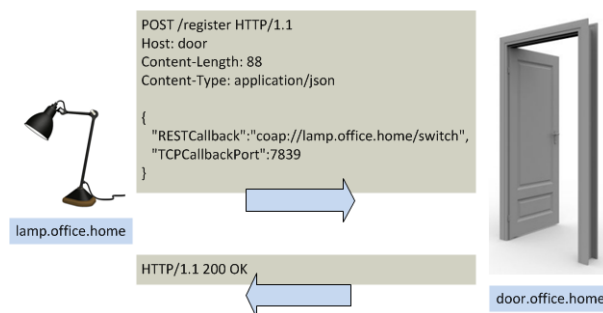 POST /register HTTP/1.1
Host: door
Content-Length: 88
Content-Type: application/json
{
"RESTCallback":"coap://lamp.office.home/switch",
"TCPCallbackPort":7839
}
lamp.office.home
HTTP/1.1 200 OK
door.office.home